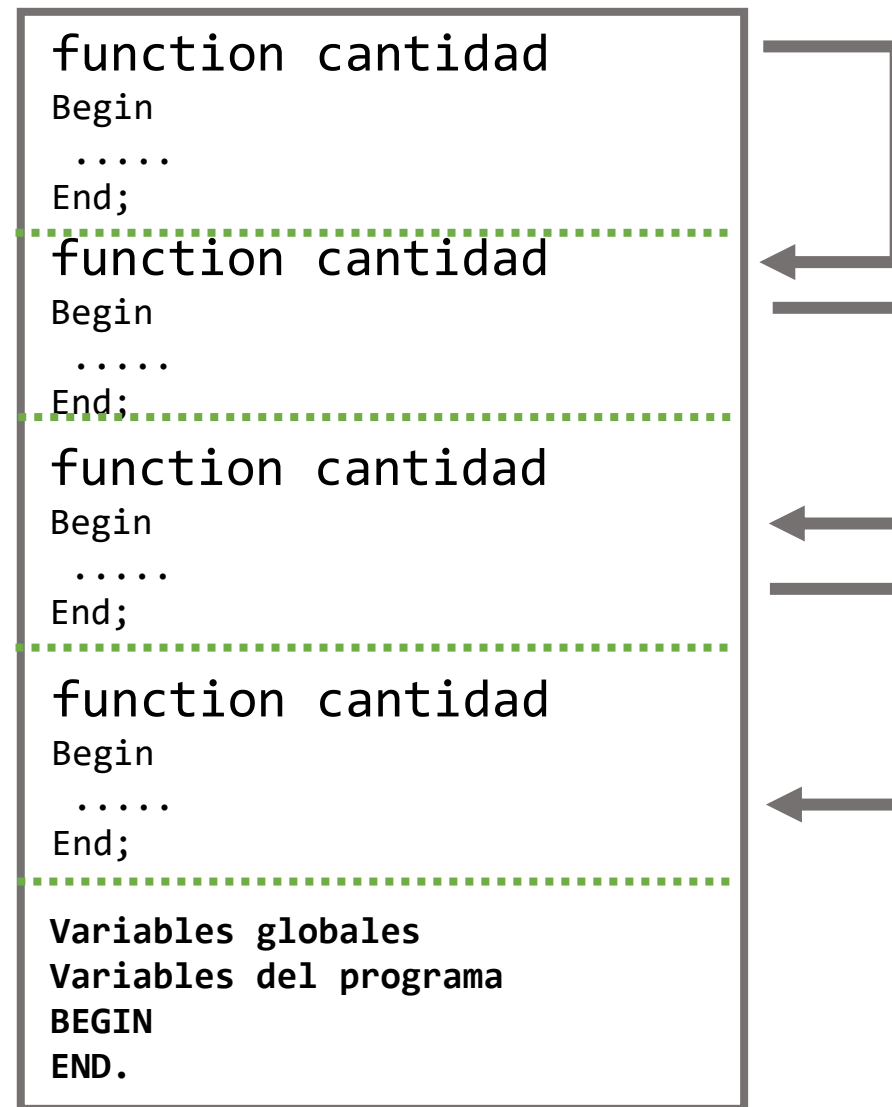 function cantidad
Begin
.....
End;
function cantidad
Begin
.....
End;
function cantidad
Begin
.....
End;
function cantidad
Begin
.....
End;
Variables globales
Variables del programa
BEGIN
END.